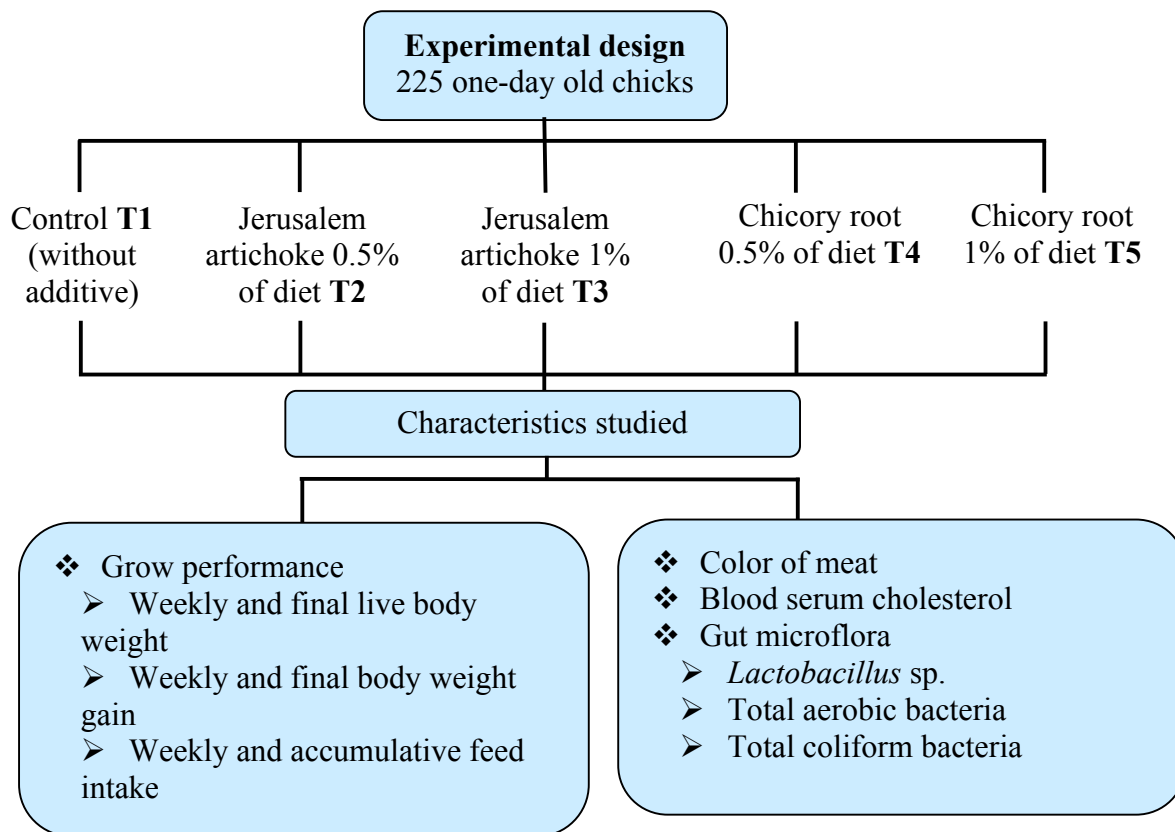 Experimental design
225 one-day old chicks
Control T1
(without
additive)
Jerusalem
artichoke 0.5%
of diet T2
Jerusalem
artichoke 1%
of diet T3
Chicory root
0.5% of diet T4
Chicory root
1% of diet T5
Characteristics studied
❖ Grow performance
➢ Weekly and final live body
weight
➢ Weekly and final body weight
gain
➢ Weekly and accumulative feed
intake
❖ Color of meat
❖ Blood serum cholesterol
❖ Gut microflora
➢ Lactobacillus sp.
➢ Total aerobic bacteria
➢ Total coliform bacteria